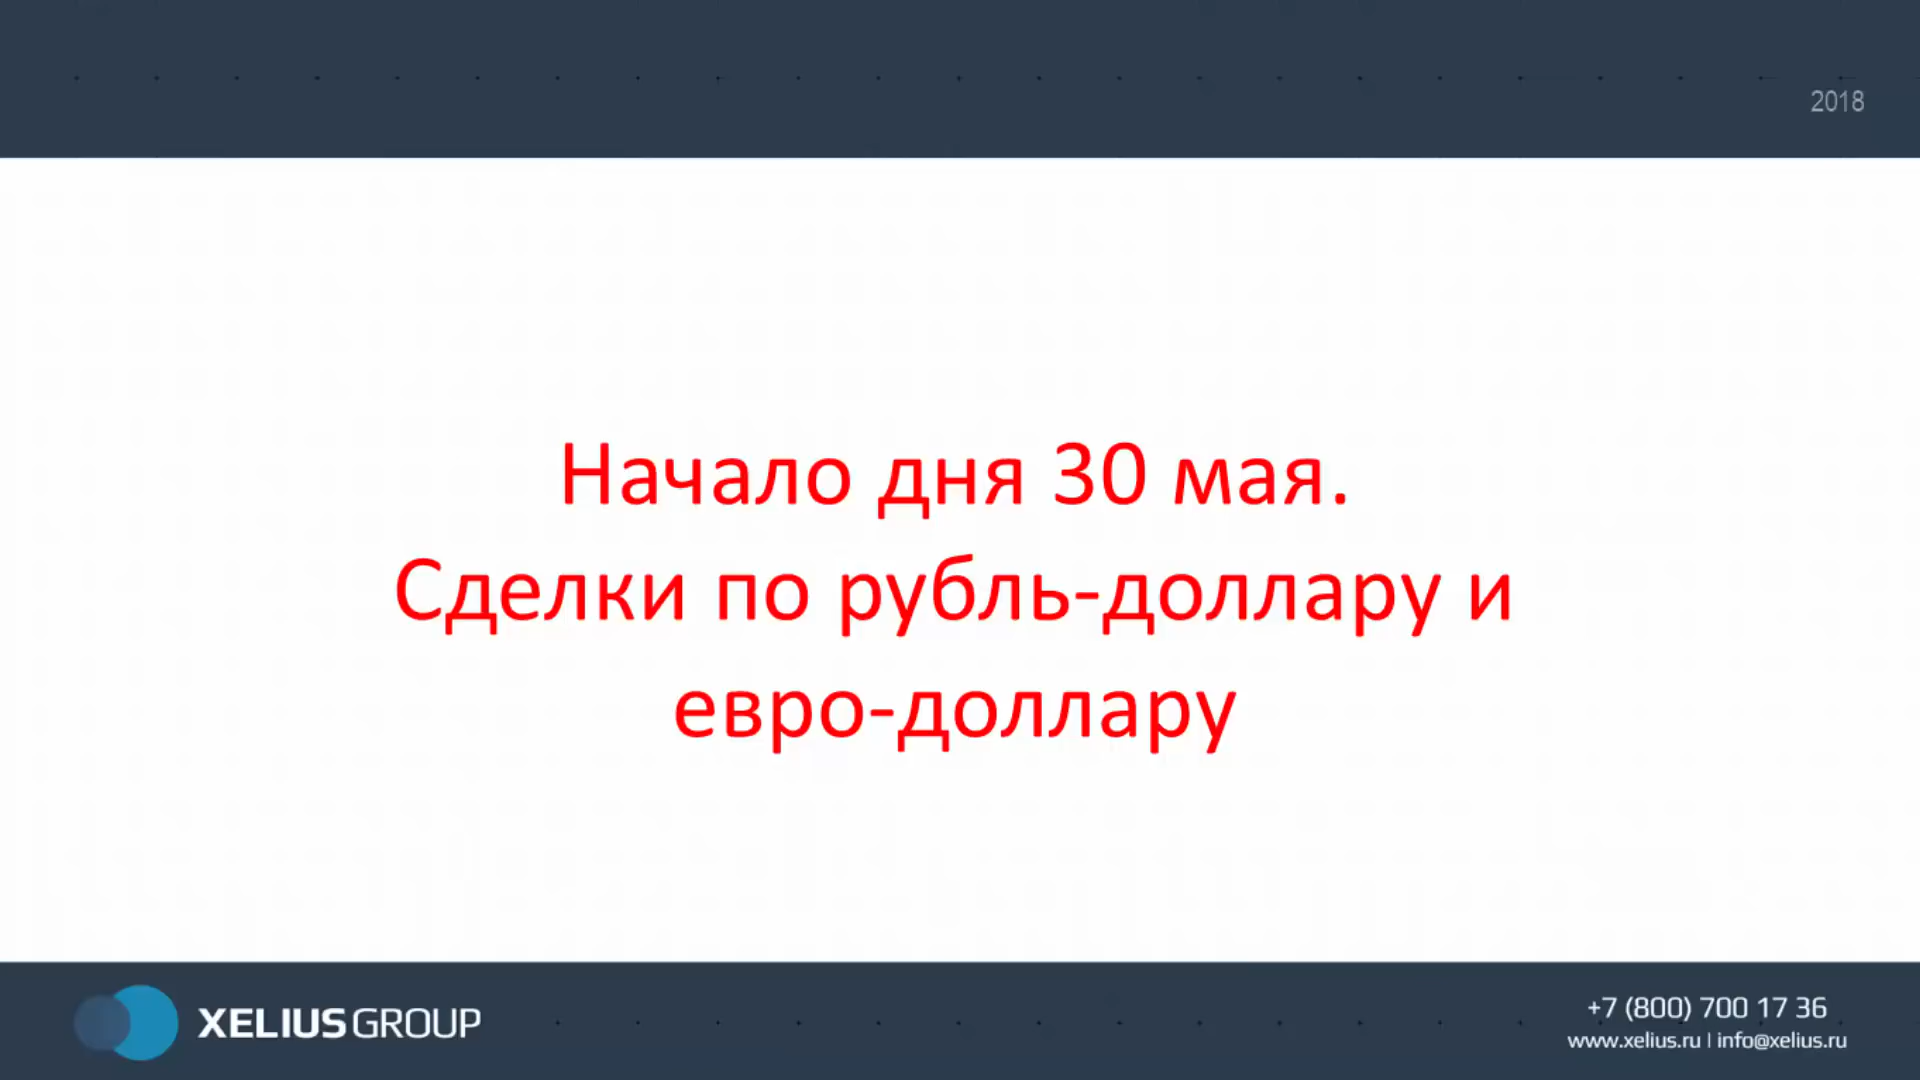 2018
Начало дня 30 мая.
Сделки по рубль-доллару и
евро-доллару
XELIUS GROUP
+7 (800) 700 17 36
www.xelius.ru | info@xelius.ru